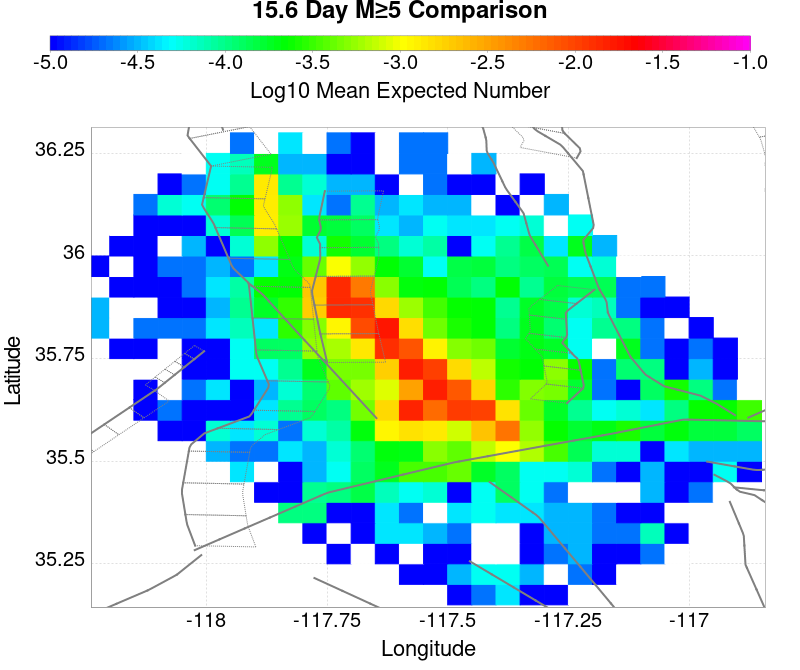 15.6 Day M≥5 Comparison
-5.0 -4.5 -4.0 -3.5 -3.0 -2.5 -2.0 -1.5 -1.0
Log10 Mean Expected Number
36.25
36
35.75
35.5
35.25
Latitude
-118 -117.75 -117.5 -117.25 -117
Longitude